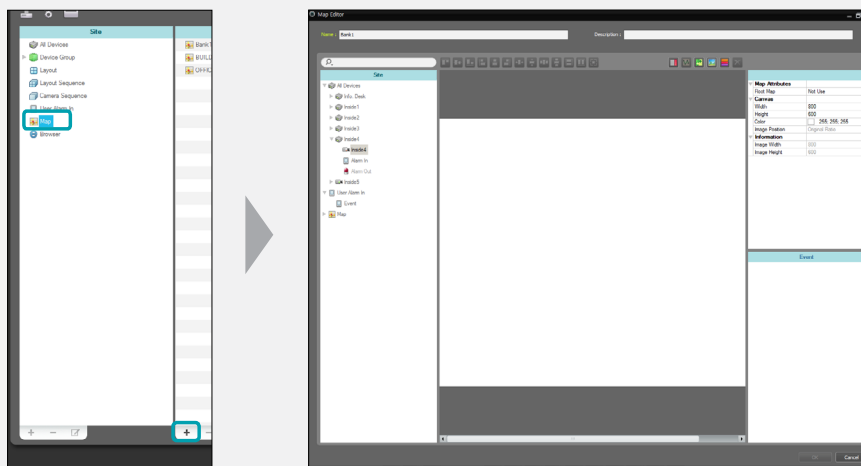 Site
All Devices
Device Group
Layout
Layout Sequence
Camera Sequence
User Alarm In
Map
Browser
Bank1
BUILD
OFFIC
Map Editor
Name :
Bank1
Description :
Site
All Devices
Info. Desk
Inside1
Inside2
Inside3
Inside4
Inside4
Alarm In
Alarm Out
Inside5
User Alarm In
Event
Map
Map Attributes
Root Map Not Use
Canvas
Width 800
Height 600
Color 255; 255; 255
Image Position Original Ratio
Information
Image Width 800
Image Height 600
Event
Ok
Cancel